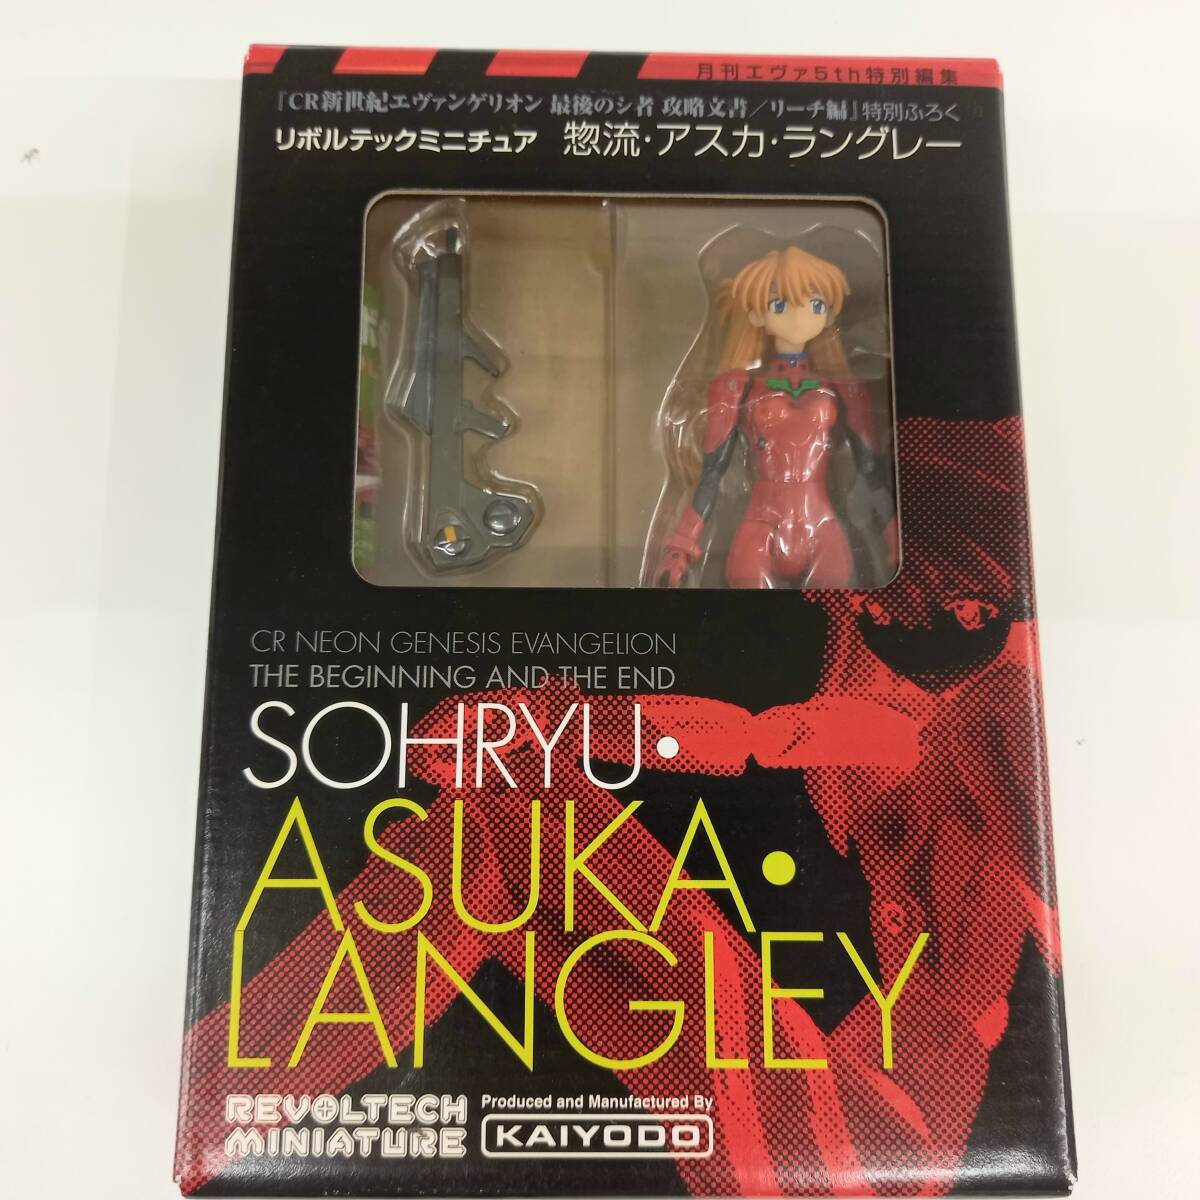 月刊エヴァ5th特別編集
『CR新世紀エヴァンゲリオン 最後のシ者 攻略文書/リーチ編』特別ふろく
リボルテックミニチュア 惣流・アスカ・ラングレー
ボ
CR NEON GENESIS EVANGELION
THE BEGINNING AND THE END
SOHRYU・
ASUKA・
LANGLEY
REVOLTECH
MINIATURE
Produced and Manufactured By
KAIYODO